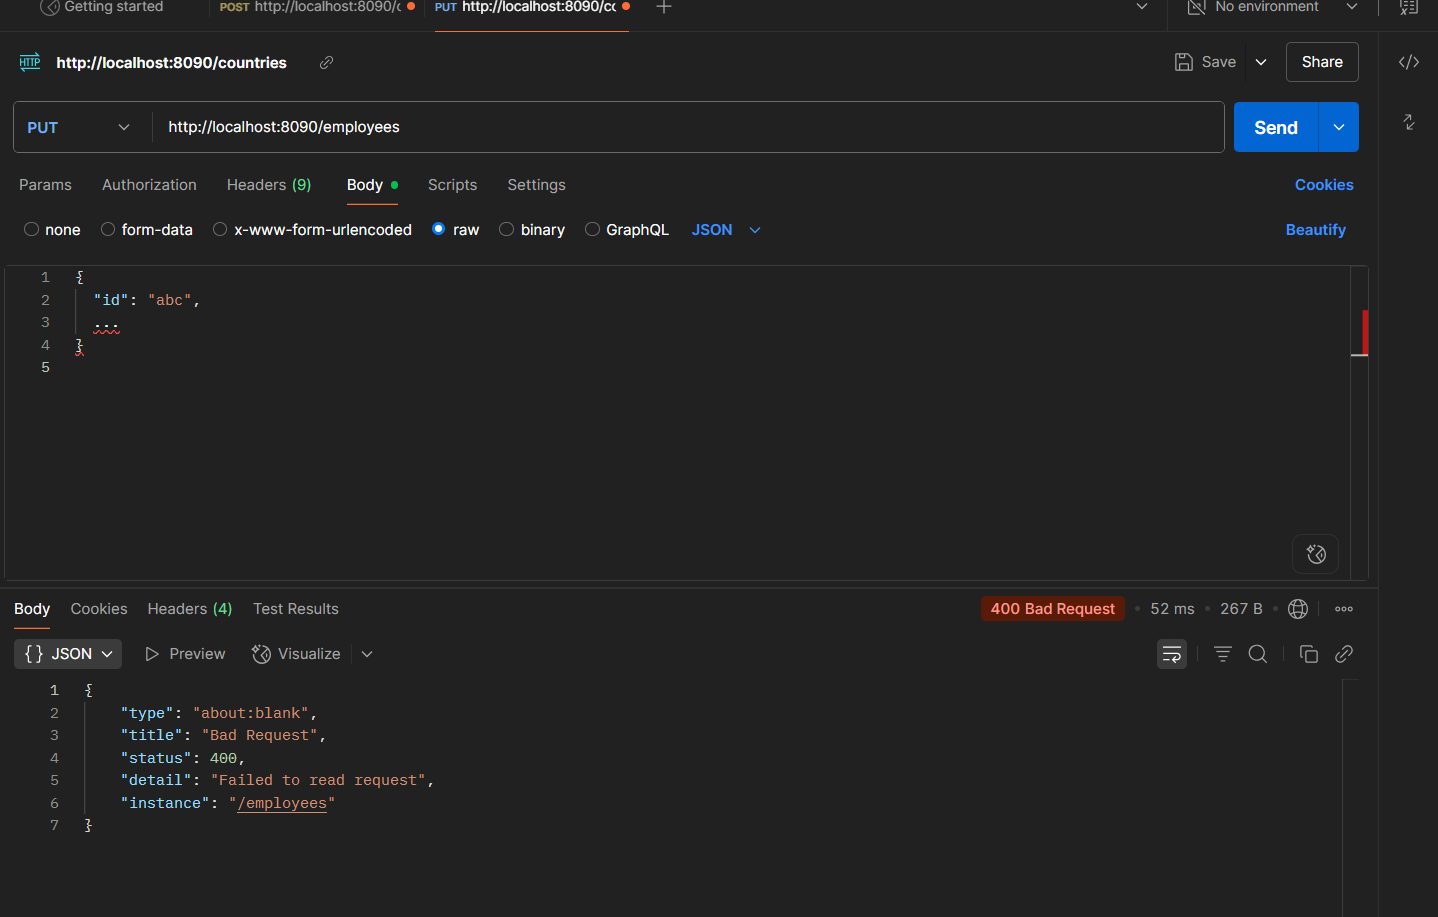 Getting started POST http://localhost:8090/c PUT http://localhost:8090/cc No environment
HTTP http://localhost:8090/countries Save Share
PUT http://localhost:8090/employees Send
Params Authorization Headers (9) Body Scripts Settings Cookies
none form-data x-www-form-urlencoded raw binary GraphQL JSON Beautify
1 {
2 "id": "abc",
3 ...
4 }
5
Body Cookies Headers (4) Test Results 400 Bad Request • 52 ms • 267 B •
{} JSON Preview Visualize
1 {
2 "type": "about:blank",
3 "title": "Bad Request",
4 "status": 400,
5 "detail": "Failed to read request",
6 "instance": "/employees"
7 }